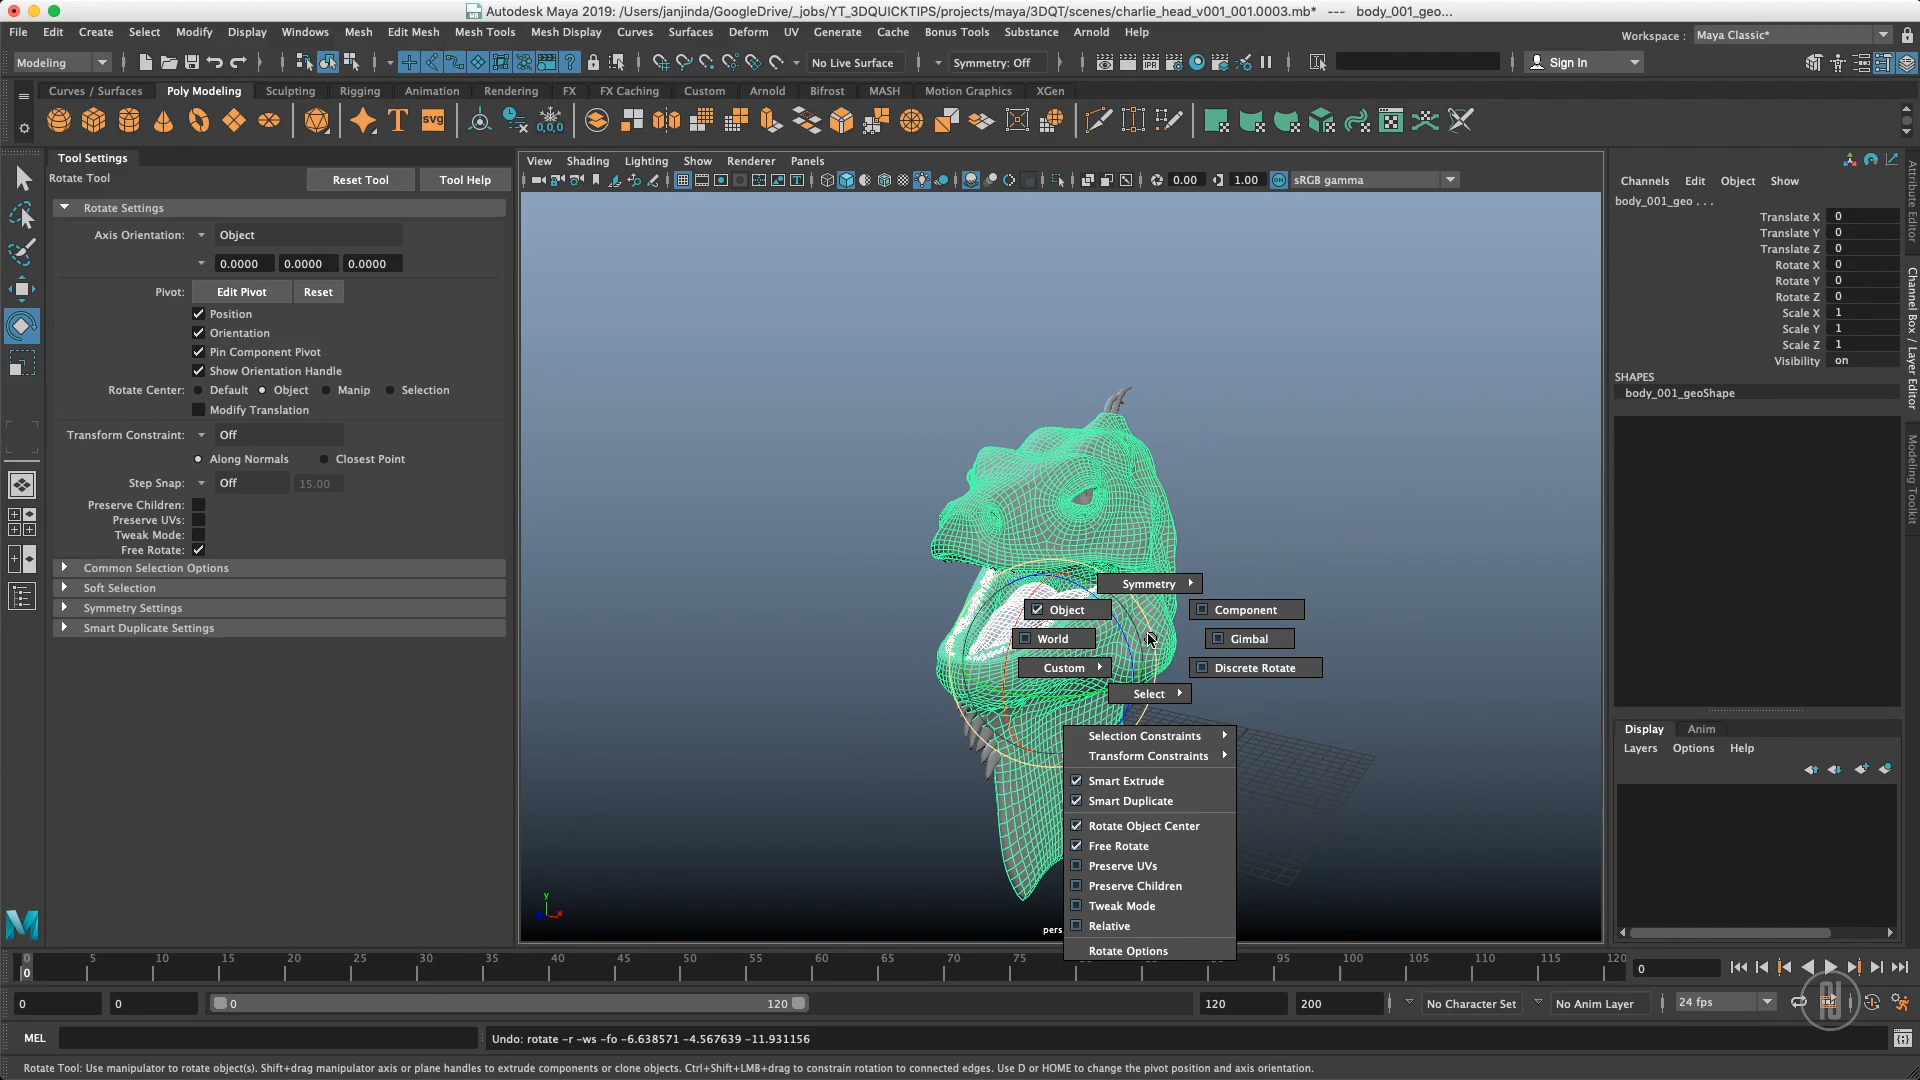 Autodesk Maya 2019: /Users/janjinda/GoogleDrive/_jobs/YT_3DQUICKTIPS/projects/maya/3DQT/scenes/charlie_head_v001_001.0003.mb* --- body_001_geo...
File Edit Create Select Modify Display Windows Mesh Edit Mesh Mesh Tools Mesh Display Curves Surfaces Deform UV Generate Cache Bonus Tools Substance Arnold Help
Workspace : Maya Classic*
Modeling No Live Surface Symmetry: Off Sign In
Curves / Surfaces Poly Modeling Sculpting Rigging Animation Rendering FX FX Caching Custom Arnold Bifrost MASH Motion Graphics XGen
T svg 0,0,0
Tool Settings
Rotate Tool Reset Tool Tool Help
Rotate Settings
Axis Orientation: Object
0.0000 0.0000 0.0000
Pivot: Edit Pivot Reset
Position
Orientation
Pin Component Pivot
Show Orientation Handle
Rotate Center: Default Object Manip Selection
Modify Translation
Transform Constraint: Off
Along Normals Closest Point
Step Snap: Off 15.00
Preserve Children:
Preserve UVs:
Tweak Mode:
Free Rotate:
Common Selection Options
Soft Selection
Symmetry Settings
Smart Duplicate Settings
View Shading Lighting Show Renderer Panels
0.00 1.00 ON sRGB gamma
Symmetry
Object Component
World Gimbal
Custom Discrete Rotate
Select
Selection Constraints
Transform Constraints
Smart Extrude
Smart Duplicate
Rotate Object Center
Free Rotate
Preserve UVs
Preserve Children
Tweak Mode
Relative
Rotate Options
pers
y
x
Channels Edit Object Show
body_001_geo . . .
Translate X 0
Translate Y 0
Translate Z 0
Rotate X 0
Rotate Y 0
Rotate Z 0
Scale X 1
Scale Y 1
Scale Z 1
Visibility on
SHAPES
body_001_geoShape
Attribute Editor
Channel Box / Layer Editor
Modeling Toolkit
Display Anim
Layers Options Help
0 5 10 15 20 25 30 35 40 45 50 55 60 65 70 75 95 100 105 110 115 120
0 0
0 0 0 120 120 200 No Character Set No Anim Layer 24 fps
MEL Undo: rotate -r -ws -fo -6.638571 -4.567639 -11.931156
Rotate Tool: Use manipulator to rotate object(s). Shift+drag manipulator axis or plane handles to extrude components or clone objects. Ctrl+Shift+LMB+drag to constrain rotation to connected edges. Use D or HOME to change the pivot position and axis orientation.